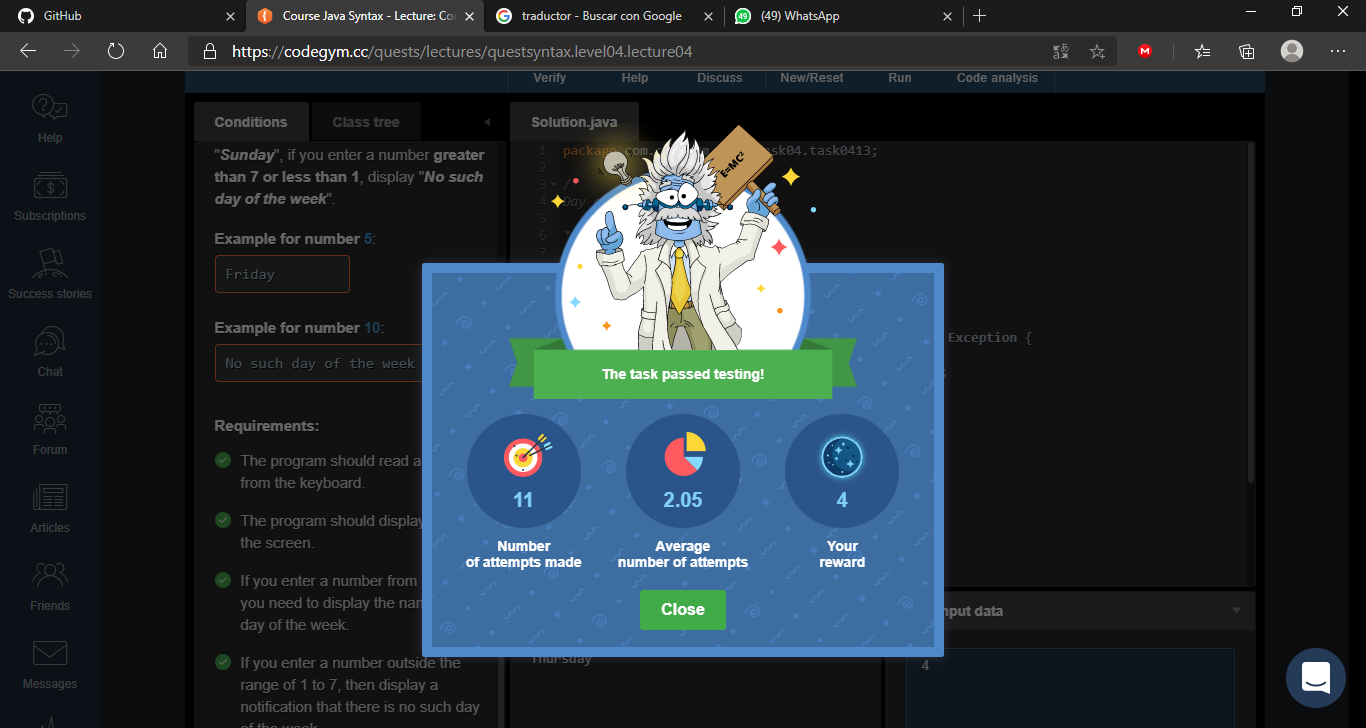 GitHub
Course Java Syntax - Lecture: Co
traductor - Buscar con Google
49
(49) WhatsApp
https://codegym.cc/quests/lectures/questsyntax.level04.lecture04
Verify
Help
Discuss
New/Reset
Run
Code analysis
Help
Subscriptions
Success stories
Chat
Forum
Articles
Friends
Messages
Conditions
Class tree
"Sunday", if you enter a number greater
than 7 or less than 1, display "No such
day of the week".
Example for number 5:
Friday
Example for number 10:
No such day of the week
Requirements:
The program should read a
from the keyboard.
The program should display
the screen.
If you enter a number from
you need to display the
day of the week.
If you enter a number outside the
range of 1 to 7, then display a
notification that there is no such day
of the week
Solution.java
1 package com. task04.task0413;
2
3 /
4 Day
5
6
7
Exception {
E=MC²
The task passed testing!
11
Number
of attempts made
2.05
Average
number of attempts
4
Your
reward
Close
Thursday
nput data
4